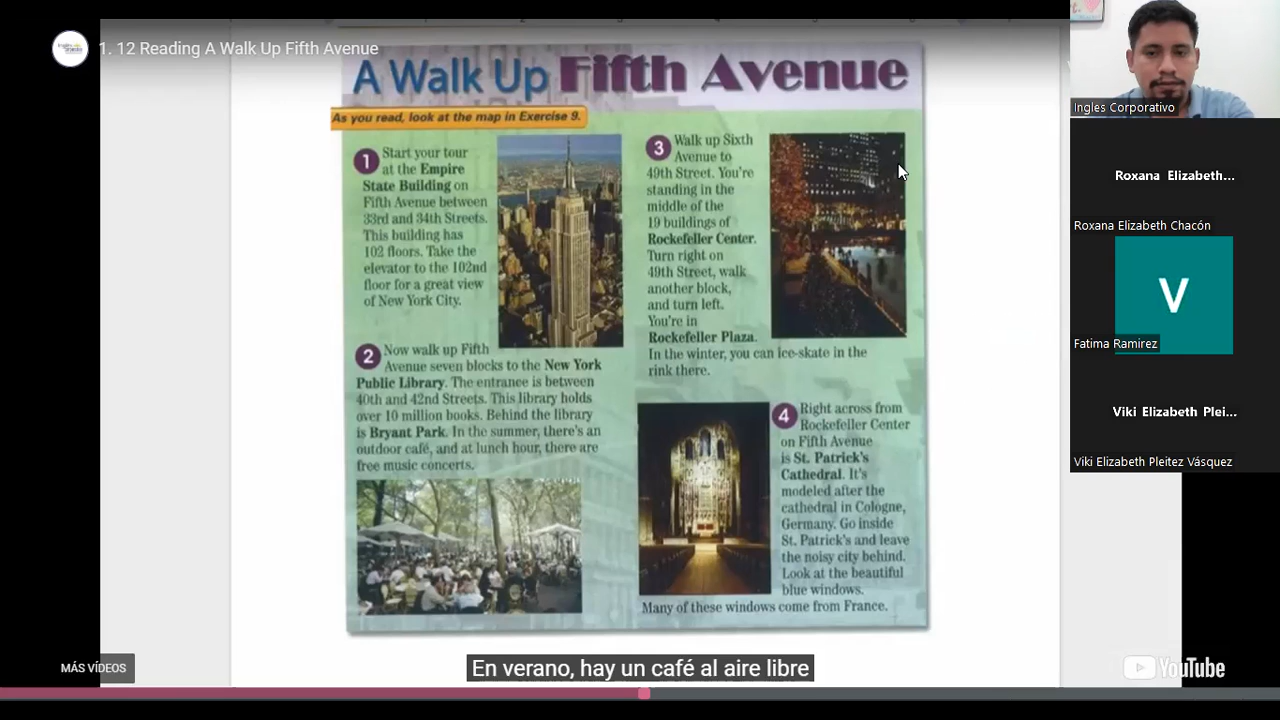 1. 12 Reading A Walk Up Fifth Avenue
A Walk Up Fifth Avenue
As you read, look at the map in Exercise 9.
1 Start your tour
at the Empire
State Building on
Fifth Avenue between
33rd and 34th Streets.
This building has
102 floors. Take the
elevator to the 102nd
floor for a great view
of New York City.
2 Now walk up Fifth
Avenue seven blocks to the New York
Public Library. The entrance is between
40th and 42nd Streets. This library holds
over 10 million books. Behind the library
is Bryant Park. In the summer, there's an
outdoor café, and at lunch hour, there are
free music concerts.
3 Walk up Sixth
Avenue to
49th Street. You're
standing in the
middle of the
19 buildings of
Rockefeller Center.
Turn right on
49th Street, walk
another block,
and turn left.
You're in
Rockefeller Plaza.
In the winter, you can ice-skate in the
rink there.
4 Right across from
Rockefeller Center
on Fifth Avenue
is St. Patrick's
Cathedral. It's
modeled after the
cathedral in Cologne,
Germany. Go inside
St. Patrick's and leave
the noisy city behind.
Look at the beautiful
blue windows.
Many of these windows come from France.
En verano, hay un café al aire libre
MÁS VÍDEOS
YouTube
Ingles Corporativo
Roxana Elizabeth...
Roxana Elizabeth Chacón
V
Fatima Ramirez
Viki Elizabeth Plei...
Viki Elizabeth Pleitez Vásquez